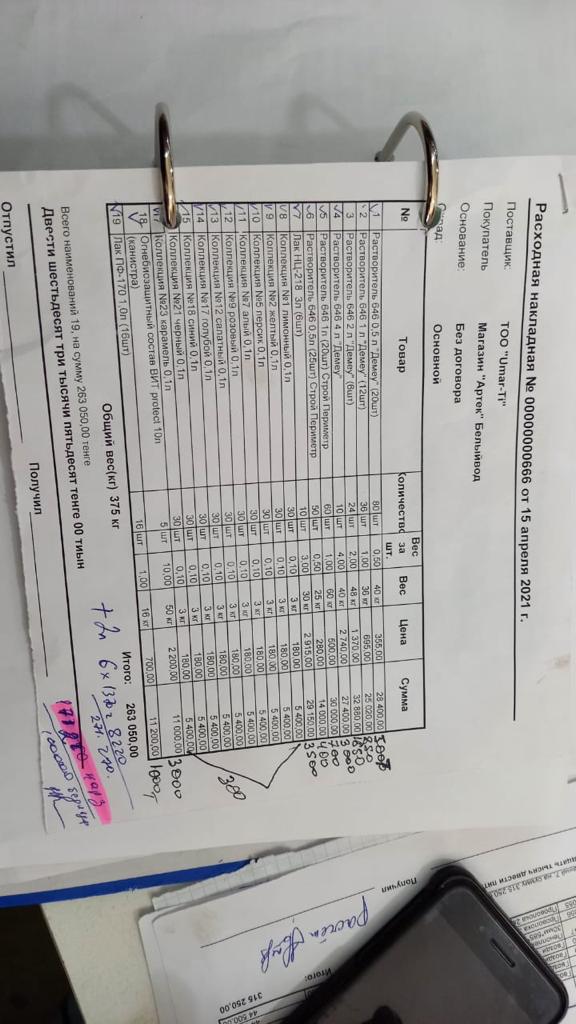 Расходная накладная № 00000000666 от 15 апреля 2021 г.
Поставщик: ТОО "Umar-Ti"
Покупатель Магазин "Артек" Белыйвод
Основание: Без договора
Склад: Основной
№ Товар Количество Вес за шт. Вес Цена Сумма
1 Растворитель 646 0,5 л "Демеу" (20шт) 80 шт 0,50 40 кг 355,00 28 400,00
2 Растворитель 646 1 л "Демеу" (12шт) 36 шт 1,00 36 кг 695,00 25 020,00 850
3 Растворитель 646 2 л "Демеу" (6шт) 24 шт 2,00 48 кг 1 370,00 32 880,00 1650
4 Растворитель 646 4 л "Демеу" 10 шт 4,00 40 кг 2 740,00 27 400,00 3000
5 Растворитель 646 1л (20шт) Строй Периметр 60 шт 1,00 60 кг 500,00 30 000,00 700
6 Растворитель 646 0,5л (25шт) Строй Периметр 50 шт 0,50 25 кг 280,00 14 000,00 400
7 Лак НЦ-218 3л (6шт) 10 шт 3,00 30 кг 2 915,00 29 150,00 3500
8 Коллекция №1 лимонный 0,1л 30 шт 0,10 3 кг 180,00 5 400,00
9 Коллекция №2 желтый 0,1л 30 шт 0,10 3 кг 180,00 5 400,00
10 Коллекция №5 персик 0,1л 30 шт 0,10 3 кг 180,00 5 400,00
11 Коллекция №7 алый 0,1л 30 шт 0,10 3 кг 180,00 5 400,00
12 Коллекция №9 розовый 0,1л 30 шт 0,10 3 кг 180,00 5 400,00
13 Коллекция №12 салатный 0,1л 30 шт 0,10 3 кг 180,00 5 400,00 300
14 Коллекция №17 голубой 0,1л 30 шт 0,10 3 кг 180,00 5 400,00
15 Коллекция №18 синий 0,1л 30 шт 0,10 3 кг 180,00 5 400,00
Коллекция №21 черный 0,1л 30 шт 0,10 3 кг 180,00 5 400,00
17 Коллекция №23 карамель 0,1л 30 шт 0,10 3 кг 180,00 5 400,00
18 Огнебиозащитный состав ВИТ protect 10л (канистра) 5 шт 10,00 50 кг 2 200,00 11 000,00 3000
19 Лак ПФ-170 1,0л (16шт) 16 шт 1,00 16 кг 700,00 11 200,00 1000 т
Общий вес(кг) 375 кг Итого: 263 050,00
+ 2л 6 x 1370 = 8220
271.270.
Всего наименований 19, на сумму 263 050,00 тенге
Двести шестьдесят три тысячи пятьдесят тенге 00 тиын
100000
Отпустил Получил
Получил
Расчёт
Итого:
315 250,00